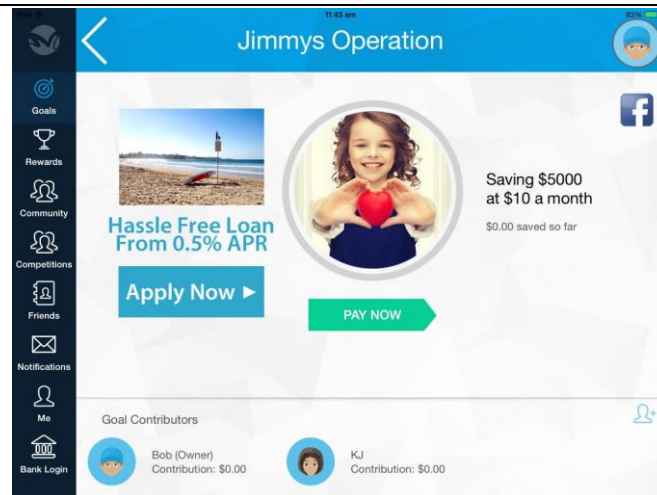 11:43 am
83%
Jimmys Operation
Goals
Rewards
Community
Competitions
Friends
Notifications
Me
Bank Login
Hassle Free Loan
From 0.5% APR
Apply Now
Saving $5000
at $10 a month
$0.00 saved so far
PAY NOW
Goal Contributors
Bob (Owner)
Contribution: $0.00
KJ
Contribution: $0.00